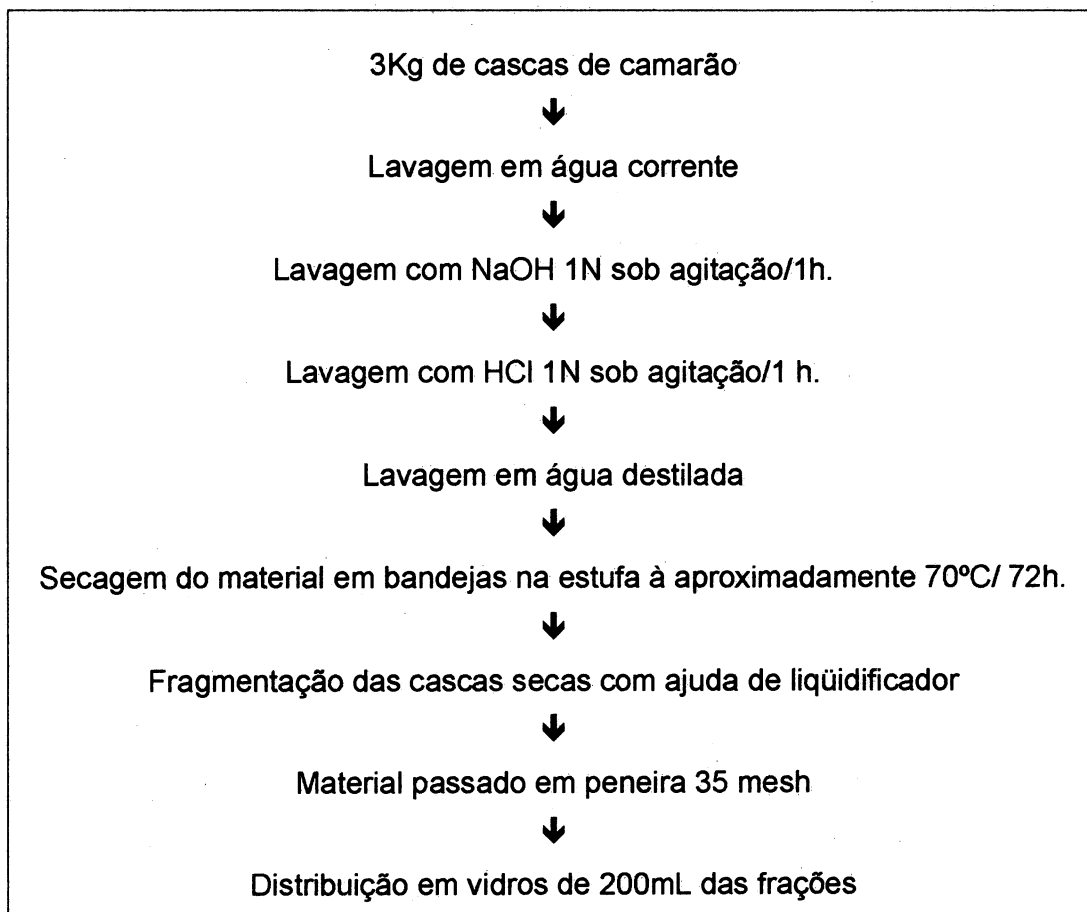 3Kg de cascas de camarão
↓
Lavagem em água corrente
↓
Lavagem com NaOH 1N sob agitação/1h.
↓
Lavagem com HCl 1N sob agitação/1 h.
↓
Lavagem em água destilada
↓
Secagem do material em bandejas na estufa à aproximadamente 70ºC/ 72h.
↓
Fragmentação das cascas secas com ajuda de liqüidificador
↓
Material passado em peneira 35 mesh
↓
Distribuição em vidros de 200mL das frações